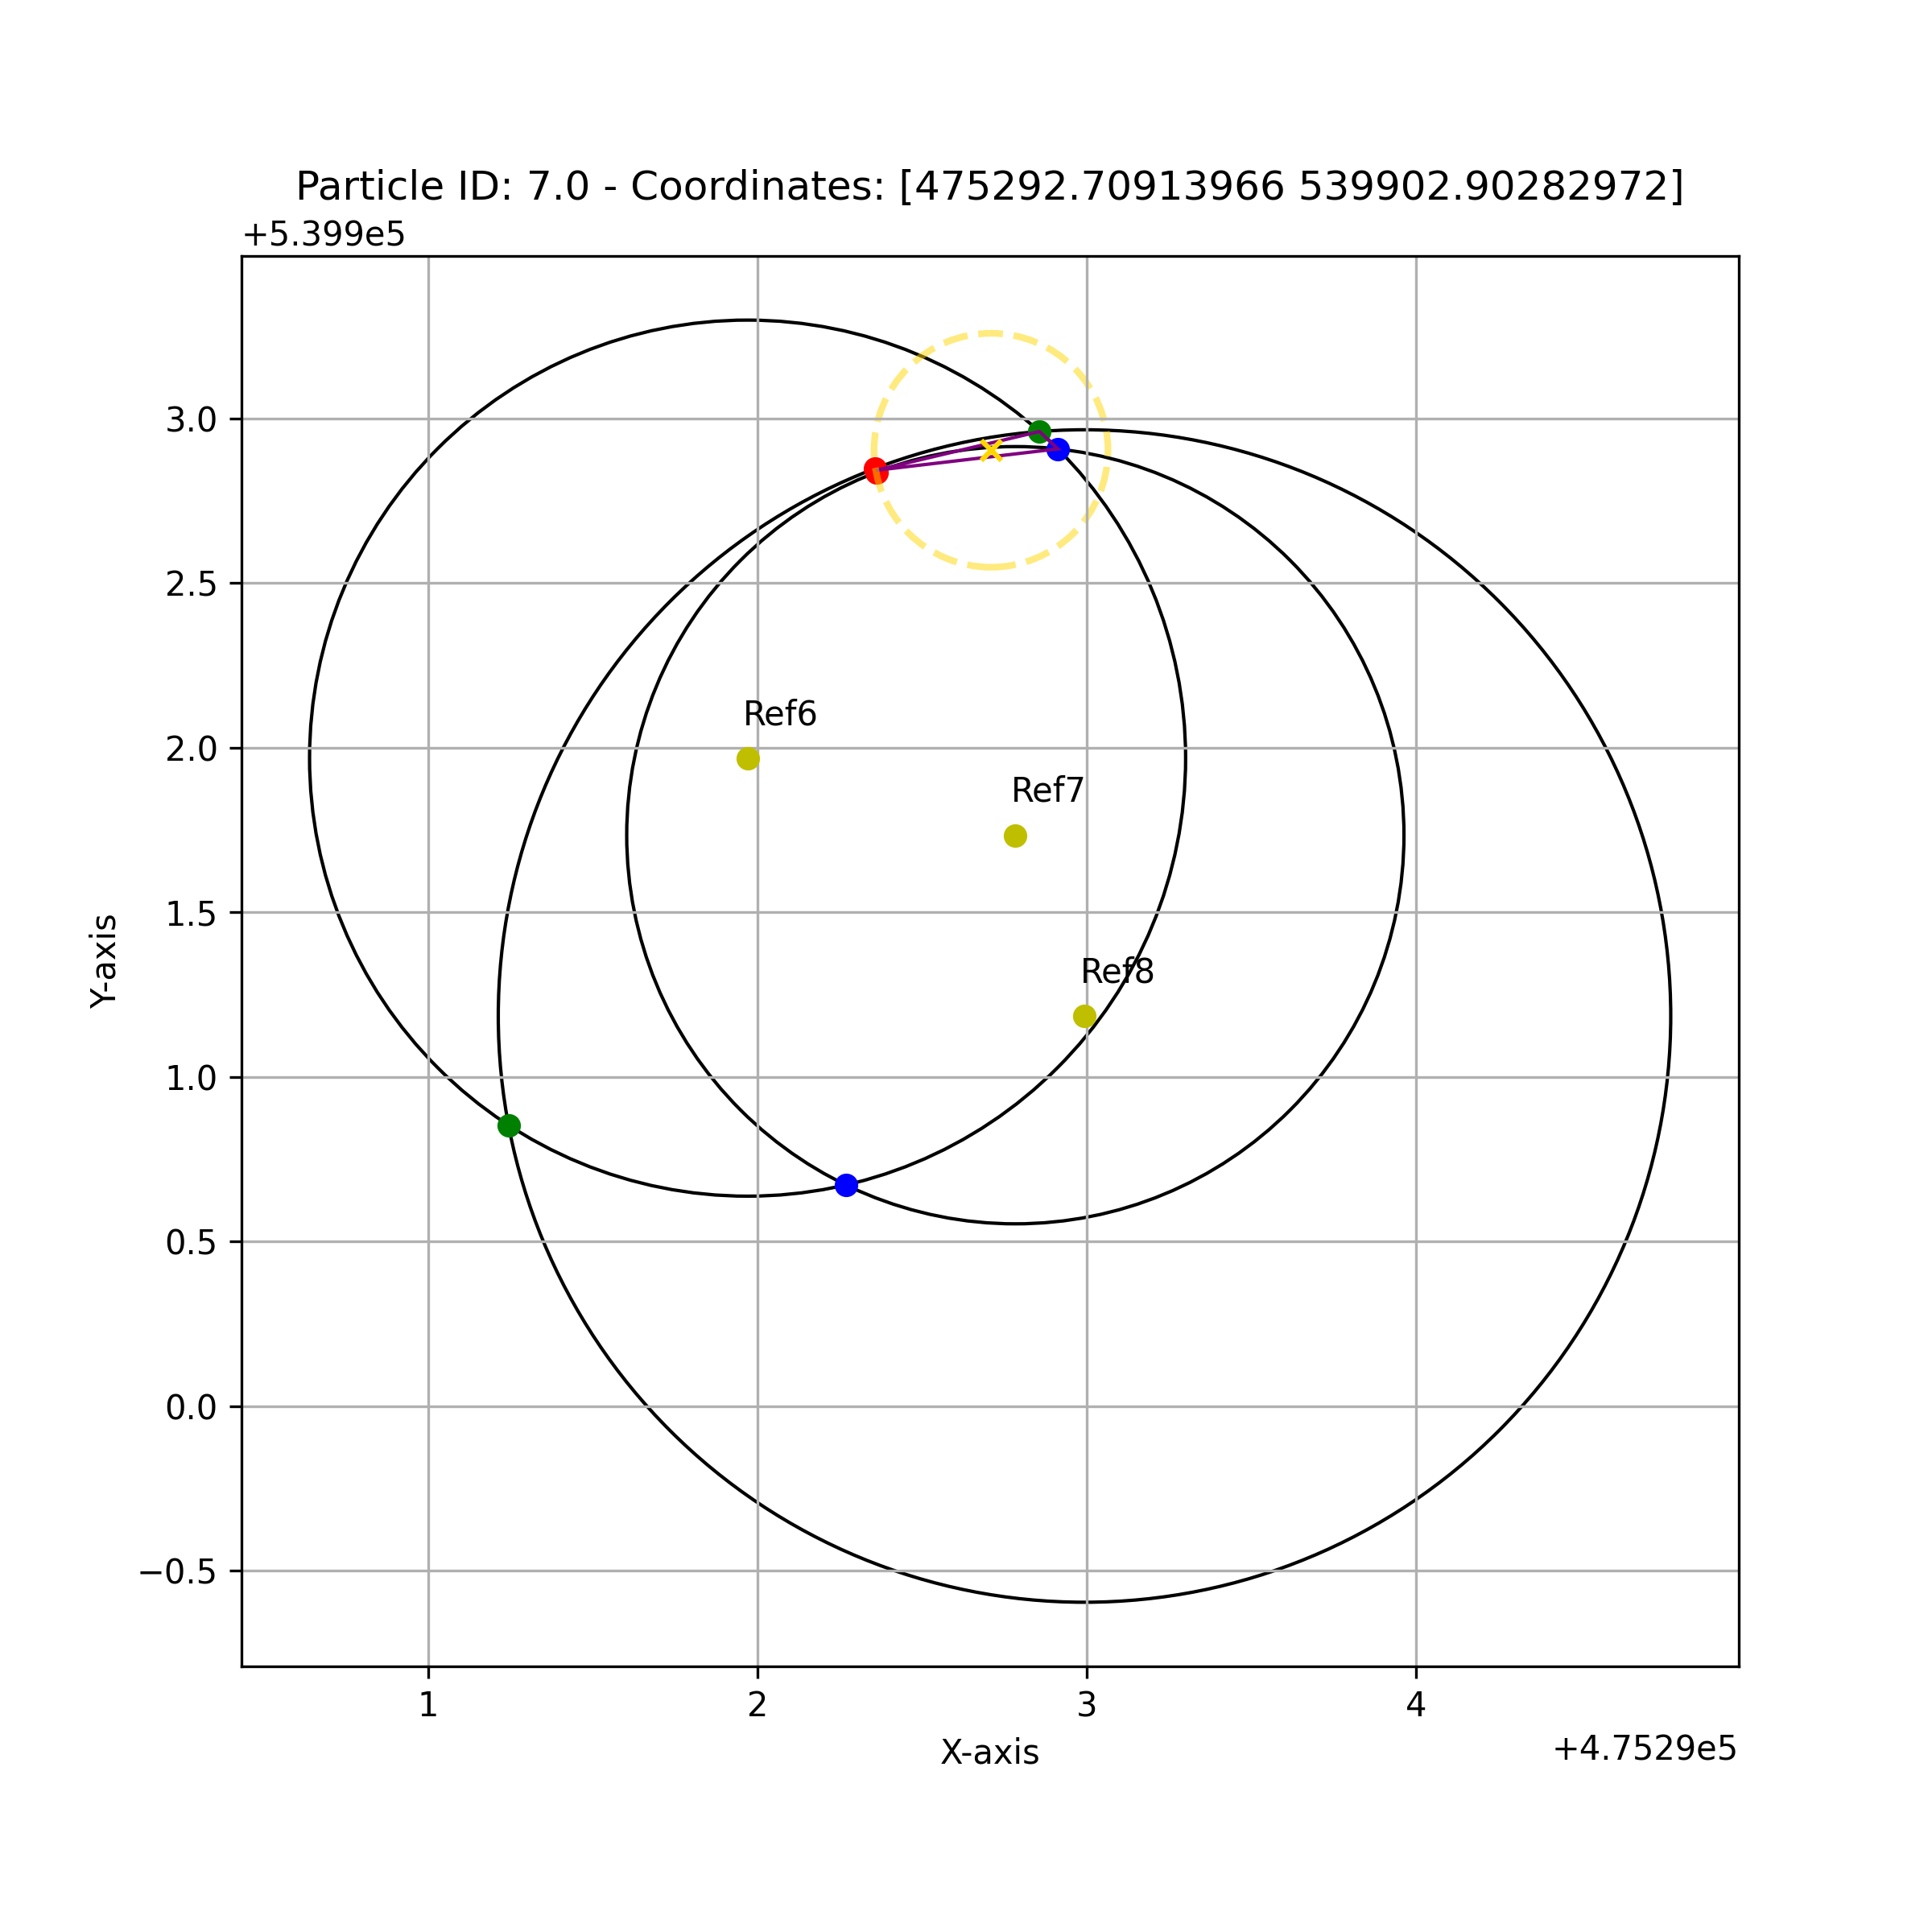 Particle ID: 7.0 - Coordinates: [475292.70913966 539902.90282972]
+5.399e5
3.0
2.5
2.0
1.5
1.0
0.5
0.0
−0.5
Y-axis
Ref6
Ref7
Ref8
1 2 3 4
X-axis
+4.7529e5